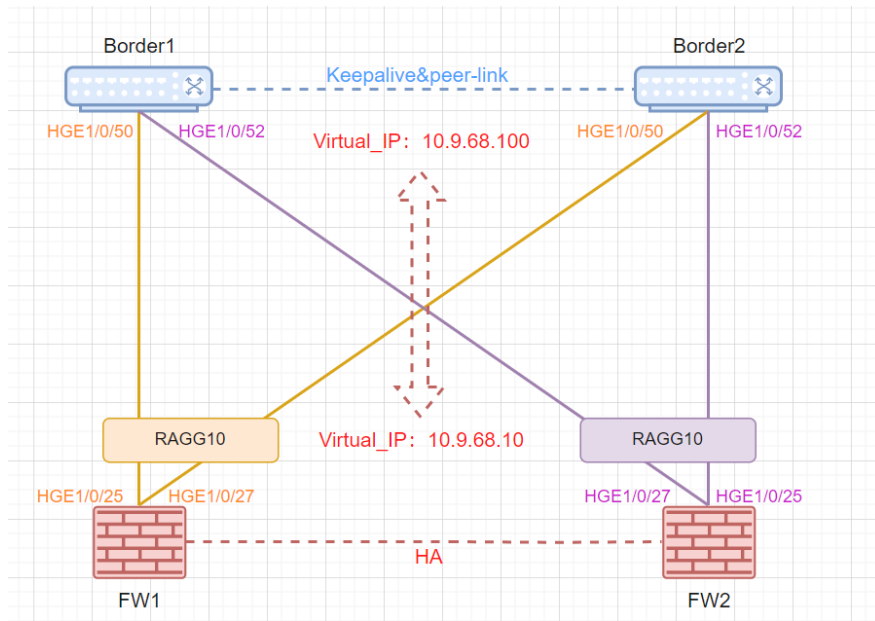 Border1
Border2
Keepalive&peer-link
HGE1/0/50
HGE1/0/52
Virtual_IP：10.9.68.100
HGE1/0/50
HGE1/0/52
RAGG10
Virtual_IP：10.9.68.10
RAGG10
HGE1/0/25
HGE1/0/27
HGE1/0/27
HGE1/0/25
HA
FW1
FW2